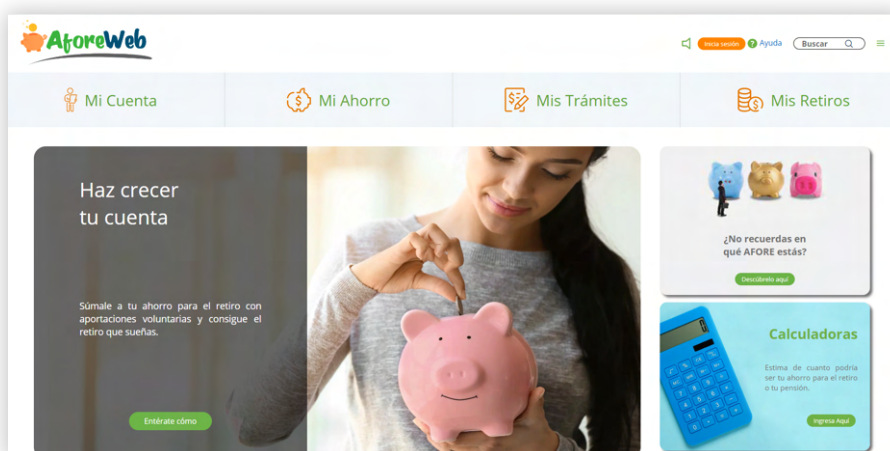 AforeWeb
Inicia sesión
? Ayuda
Buscar
Mi Cuenta
Mi Ahorro
Mis Trámites
Mis Retiros
Haz crecer
tu cuenta
Súmale a tu ahorro para el retiro con
aportaciones voluntarias y consigue el
retiro que sueñas.
Entérate cómo
¿No recuerdas en
qué AFORE estás?
Descúbrelo aquí
Calculadoras
Estima de cuanto podría
ser tu ahorro para el retiro
o tu pensión.
Ingresa Aquí